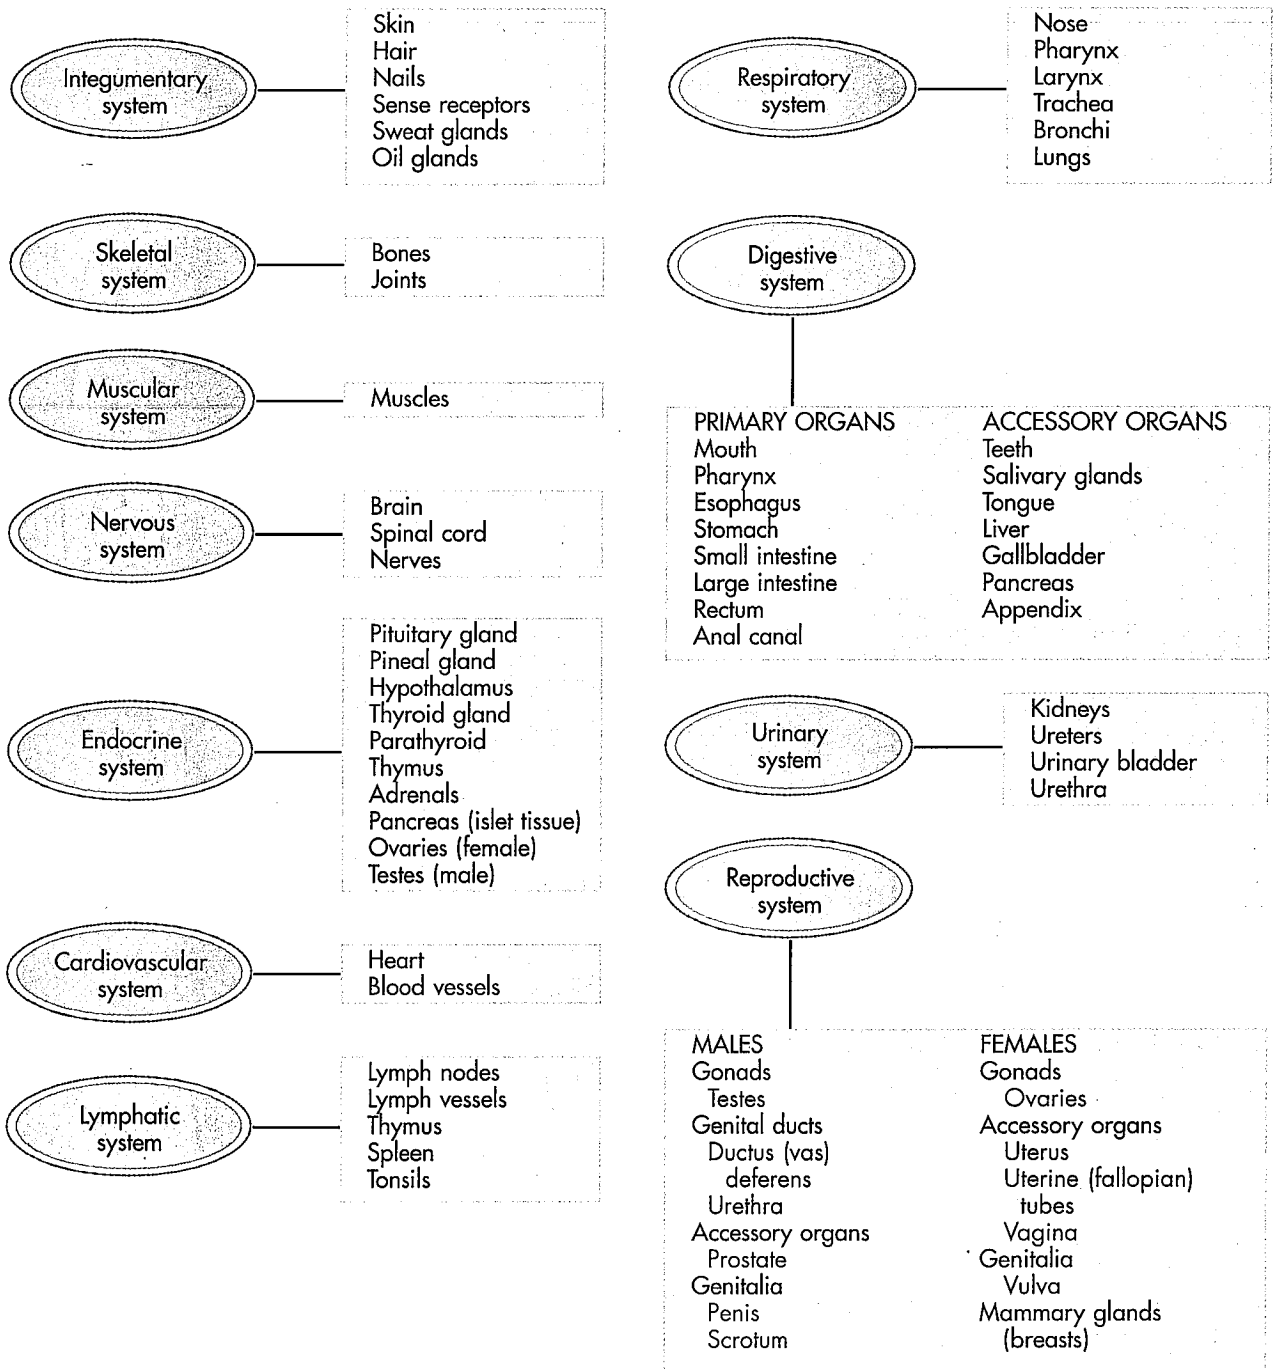 Integumentary
system
Skin
Hair
Nails
Sense receptors
Sweat glands
Oil glands
Skeletal
system
Bones
Joints
Muscular
system
Muscles
Nervous
system
Brain
Spinal cord
Nerves
Endocrine
system
Pituitary gland
Pineal gland
Hypothalamus
Thyroid gland
Parathyroid
Thymus
Adrenals
Pancreas (islet tissue)
Ovaries (female)
Testes (male)
Cardiovascular
system
Heart
Blood vessels
Lymphatic
system
Lymph nodes
Lymph vessels
Thymus
Spleen
Tonsils
Respiratory
system
Nose
Pharynx
Larynx
Trachea
Bronchi
Lungs
Digestive
system
PRIMARY ORGANS
Mouth
Pharynx
Esophagus
Stomach
Small intestine
Large intestine
Rectum
Anal canal
ACCESSORY ORGANS
Teeth
Salivary glands
Tongue
Liver
Gallbladder
Pancreas
Appendix
Urinary
system
Kidneys
Ureters
Urinary bladder
Urethra
Reproductive
system
MALES
Gonads
Testes
Genital ducts
Ductus (vas)
deferens
Urethra
Accessory organs
Prostate
Genitalia
Penis
Scrotum
FEMALES
Gonads
Ovaries
Accessory organs
Uterus
Uterine (fallopian)
tubes
Vagina
Genitalia
Vulva
Mammary glands
(breasts)